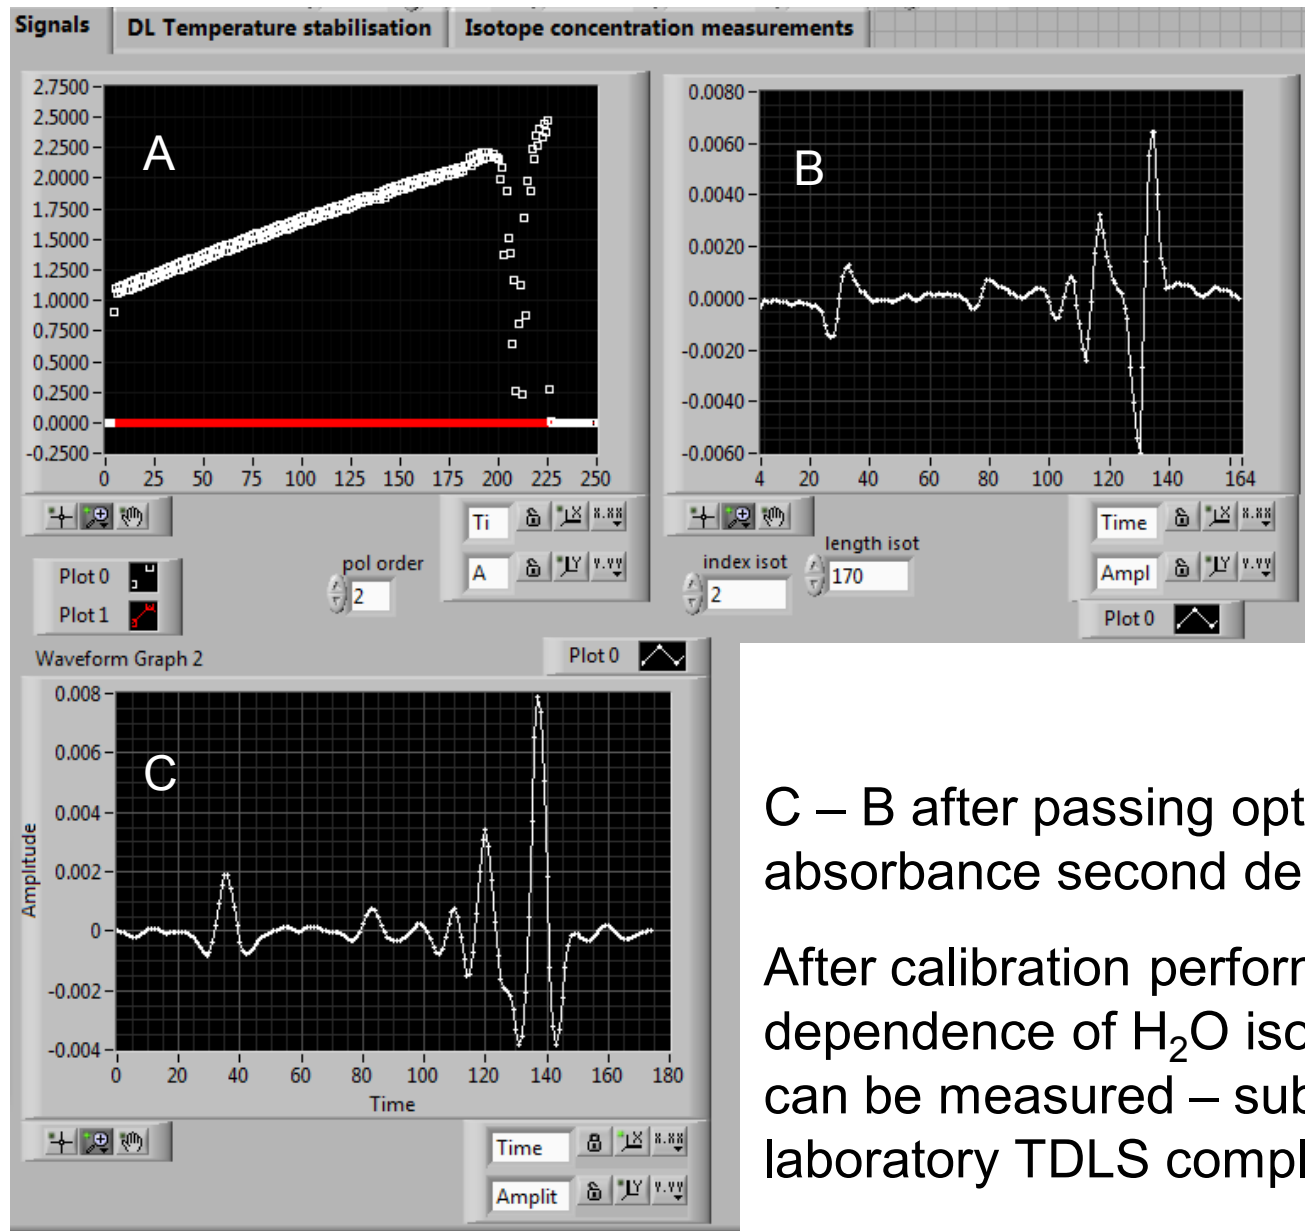 Signals DL Temperature stabilisation Isotope concentration measurements
A
2.7500
2.5000
2.2500
2.0000
1.7500
1.5000
1.2500
1.0000
0.7500
0.5000
0.2500
0.0000
-0.2500
0 25 50 75 100 125 150 175 200 225 250
B
0.0080
0.0060
0.0040
0.0020
0.0000
-0.0020
-0.0040
-0.0060
4 20 40 60 80 100 120 140 164
Ti
A
pol order
2
Plot 0
Plot 1
index isot
2
length isot
170
Time
Ampl
Plot 0
Waveform Graph 2
Plot 0
C
0.008
0.006
0.004
0.002
0
-0.002
-0.004
Amplitude
0 20 40 60 80 100 120 140 160 180
Time
Time
Amplit
C – B after passing opt
absorbance second de
After calibration perforr
dependence of H₂O iso
can be measured – sub
laboratory TDLS compl